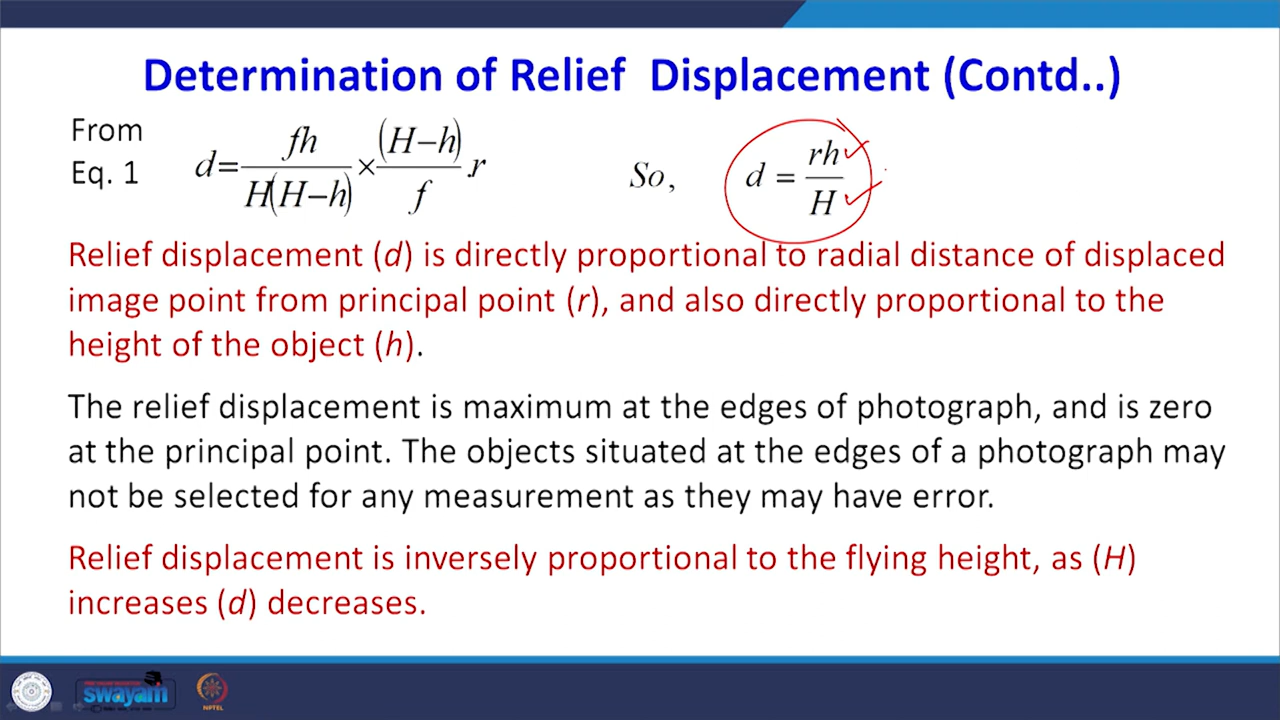 Determination of Relief Displacement (Contd..)
From
Eq. 1
d = fh / H(H−h) × (H−h) / f .r
So, d = rh / H
Relief displacement (d) is directly proportional to radial distance of displaced
image point from principal point (r), and also directly proportional to the
height of the object (h).
The relief displacement is maximum at the edges of photograph, and is zero
at the principal point. The objects situated at the edges of a photograph may
not be selected for any measurement as they may have error.
Relief displacement is inversely proportional to the flying height, as (H)
increases (d) decreases.
swayam
NPTEL